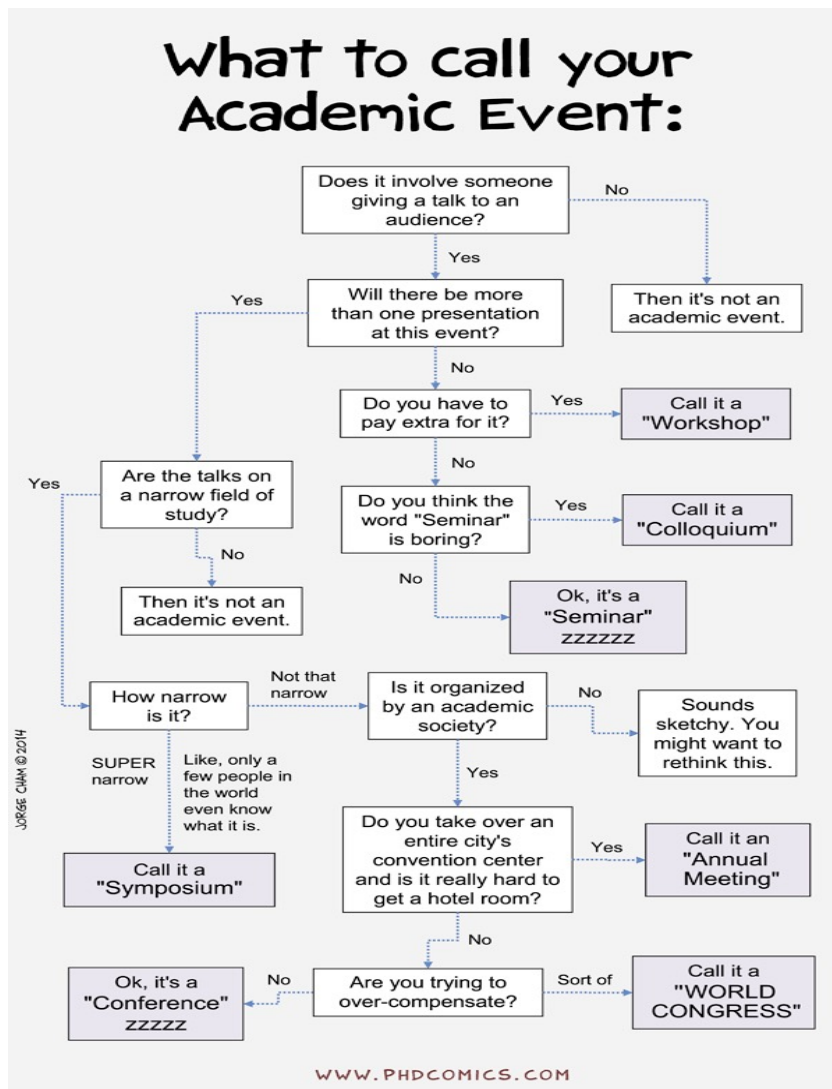 What to call your
Academic Event:
Does it involve someone
giving a talk to an
audience?
No
Yes
Then it's not an
academic event.
Will there be more
than one presentation
at this event?
Yes
No
Do you have to
pay extra for it?
Yes
Call it a
"Workshop"
No
Are the talks on
a narrow field of
study?
Yes
No
Then it's not an
academic event.
Do you think the
word "Seminar"
is boring?
Yes
Call it a
"Colloquium"
No
Ok, it's a
"Seminar"
zzzzzz
How narrow
is it?
Not that
narrow
Is it organized
by an academic
society?
No
Sounds
sketchy. You
might want to
rethink this.
SUPER
narrow
Like, only a
few people in
the world
even know
what it is.
Yes
Call it a
"Symposium"
Do you take over an
entire city's
convention center
and is it really hard to
get a hotel room?
Yes
Call it an
"Annual
Meeting"
No
Are you trying to
over-compensate?
No
Ok, it's a
"Conference"
zzzzz
Sort of
Call it a
"WORLD
CONGRESS"
JORGE CHAM © 2014
WWW.PHDCOMICS.COM